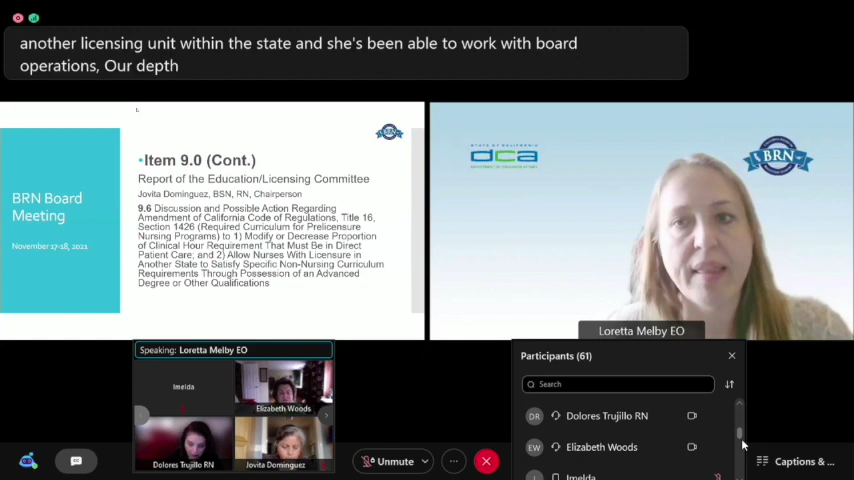 another licensing unit within the state and she's been able to work with board
operations, Our depth
BRN
•Item 9.0 (Cont.)
Report of the Education/Licensing Committee
Jovita Dominguez, BSN, RN, Chairperson
9.6 Discussion and Possible Action Regarding
Amendment of California Code of Regulations, Title 16,
Section 1426 (Required Curriculum for Prelicensure
Nursing Programs) to 1) Modify or Decrease Proportion
of Clinical Hour Requirement That Must Be in Direct
Patient Care; and 2) Allow Nurses With Licensure in
Another State to Satisfy Specific Non-Nursing Curriculum
Requirements Through Possession of an Advanced
Degree or Other Qualifications
BRN Board
Meeting
November 17-18, 2021
STATE OF CALIFORNIA
dca
DEPARTMENT OF CONSUMER AFFAIRS
BRN
Loretta Melby EO
Speaking: Loretta Melby EO
Imelda
Elizabeth Woods
Dolores Trujillo RN
Jovita Dominguez
Participants (61)
Search
DR Dolores Trujillo RN
EW Elizabeth Woods
I Imelda
Unmute
Captions & ...